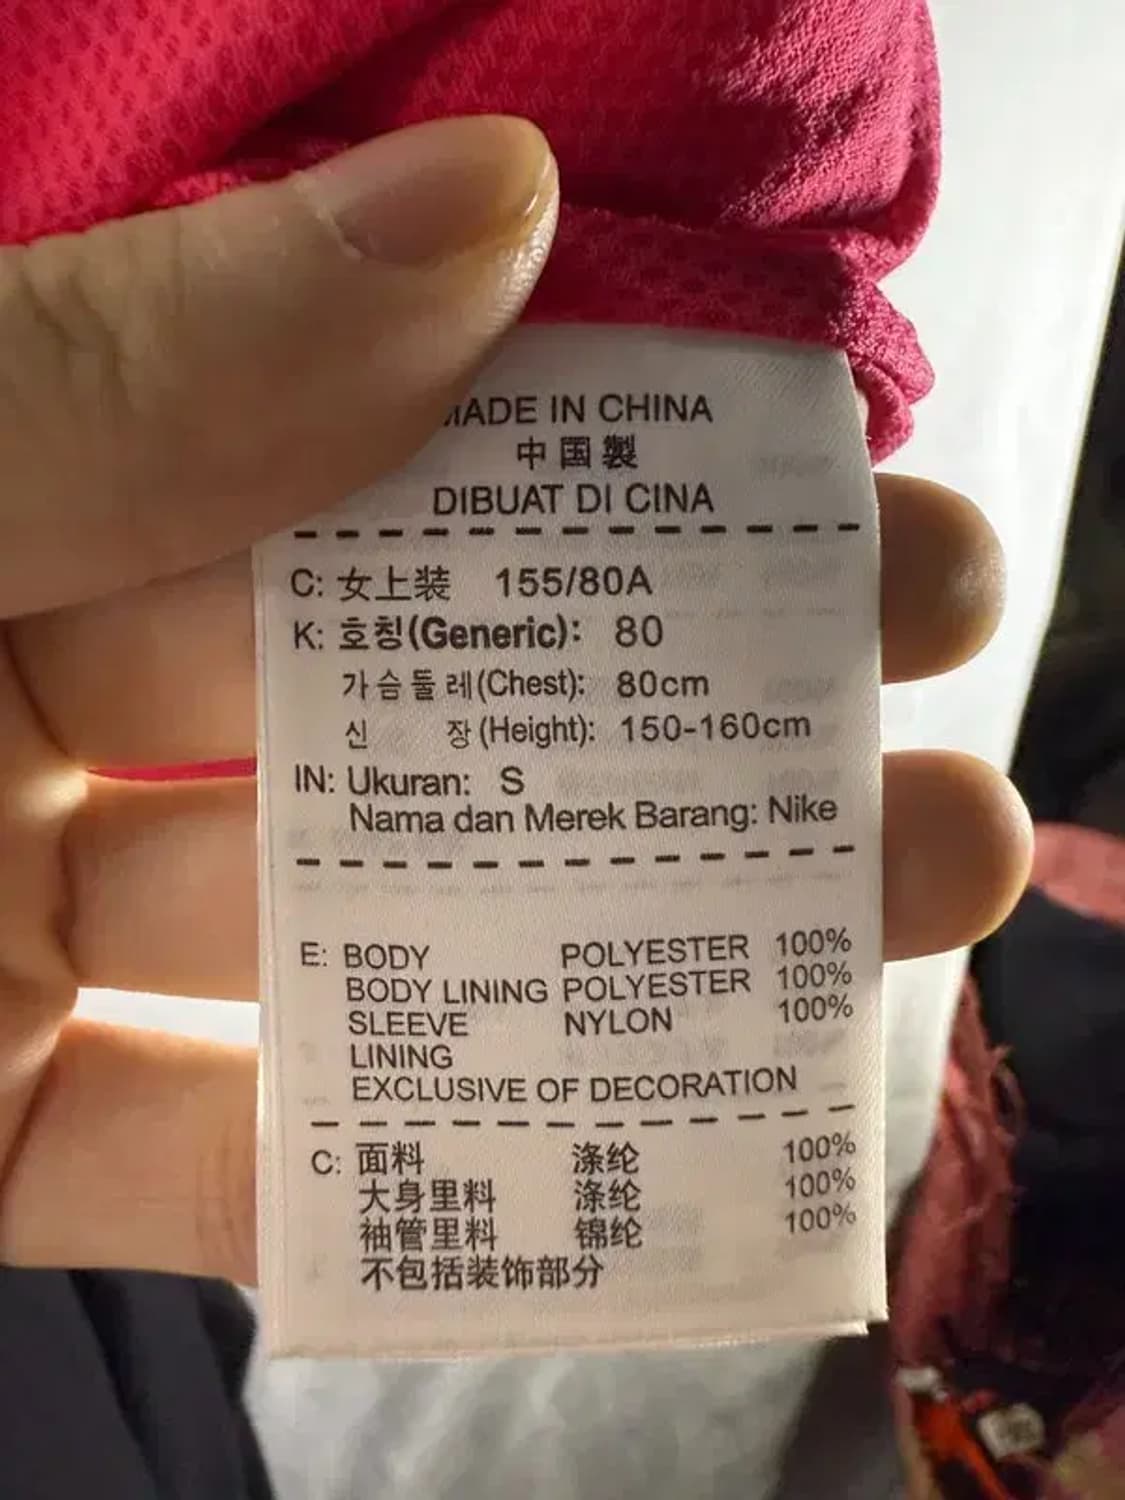 MADE IN CHINA
中国製
DIBUAT DI CINA
C: 女上装 155/80A
K: 호칭(Generic): 80
가슴둘레(Chest): 80cm
신 장(Height): 150-160cm
IN: Ukuran: S
Nama dan Merek Barang: Nike
E: BODY POLYESTER 100%
BODY LINING POLYESTER 100%
SLEEVE NYLON 100%
LINING
EXCLUSIVE OF DECORATION
C: 面料 涤纶 100%
大身里料 涤纶 100%
袖管里料 锦纶 100%
不包括装饰部分